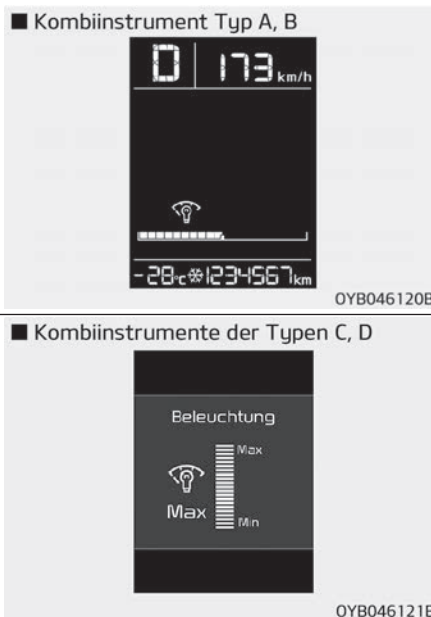 ■ Kombiinstrument Typ A, B
D 173 km/h
-28°c ❄ 1234567 km
OYB046120B
■ Kombiinstrumente der Typen C, D
Beleuchtung
Max
Max
Min
OYB046121B